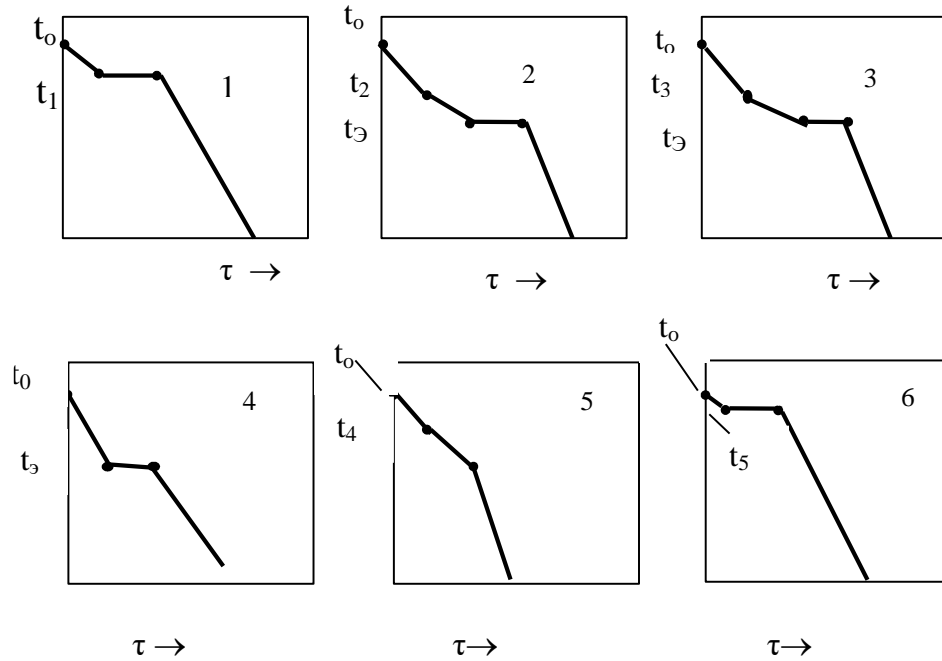 t₀ 1
t₁
τ →
t₀ 2
t₂
tЭ
τ →
t₀ 3
t₃
tЭ
τ →
t₀ 4
tэ
τ →
t₀ 5
t₄
τ→
t₀ 6
t₅
τ→